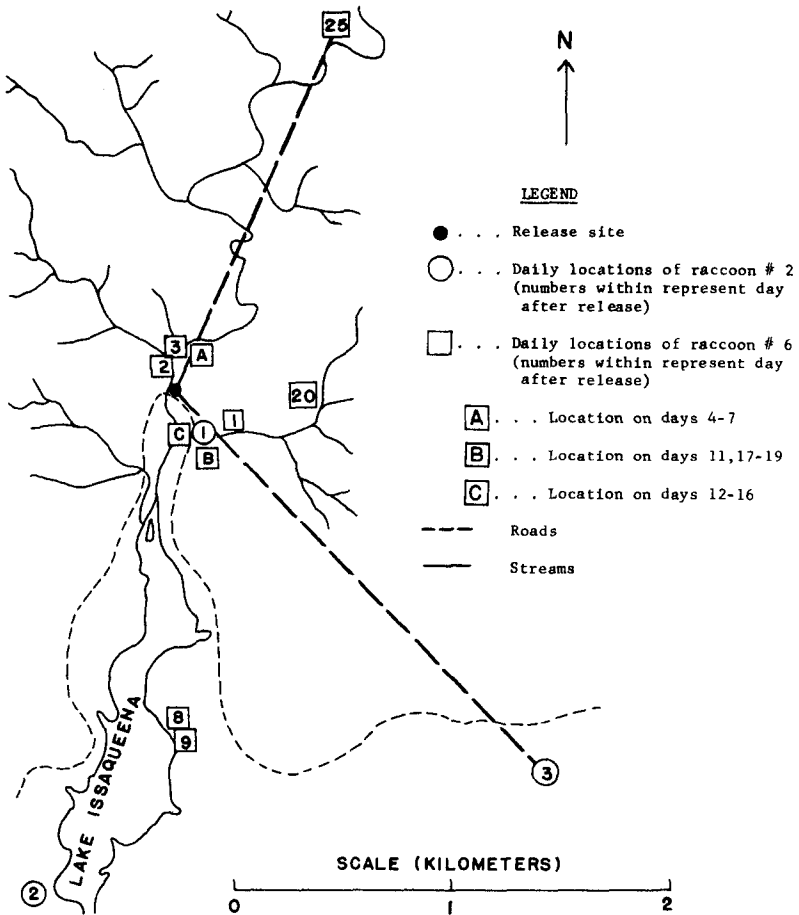 25
N
LEGEND
. . . Release site
. . . Daily locations of raccoon # 2
(numbers within represent day
after release)
. . . Daily locations of raccoon # 6
(numbers within represent day
after release)
A . . . Location on days 4-7
B . . . Location on days 11,17-19
C . . . Location on days 12-16
Roads
Streams
3
A
2
20
1
C
1
B
8
9
3
LAKE ISSAQUEENA
2
SCALE (KILOMETERS)
0 1 2